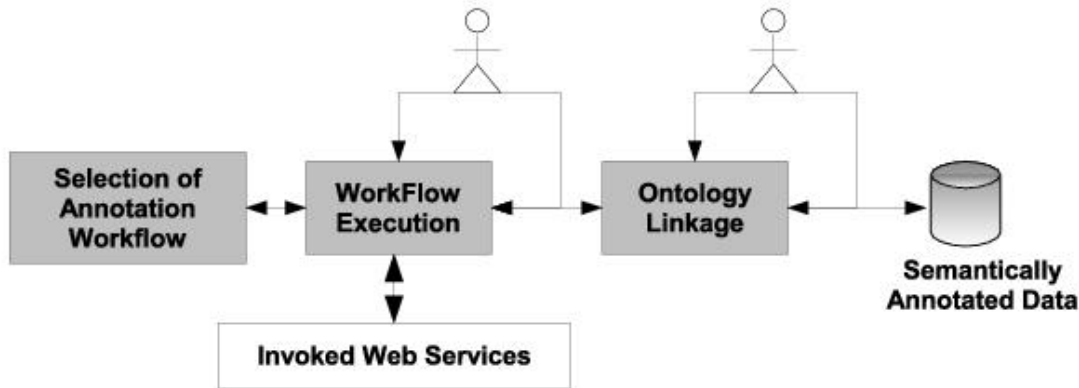 Selection of
Annotation
Workflow
WorkFlow
Execution
Ontology
Linkage
Semantically
Annotated Data
Invoked Web Services